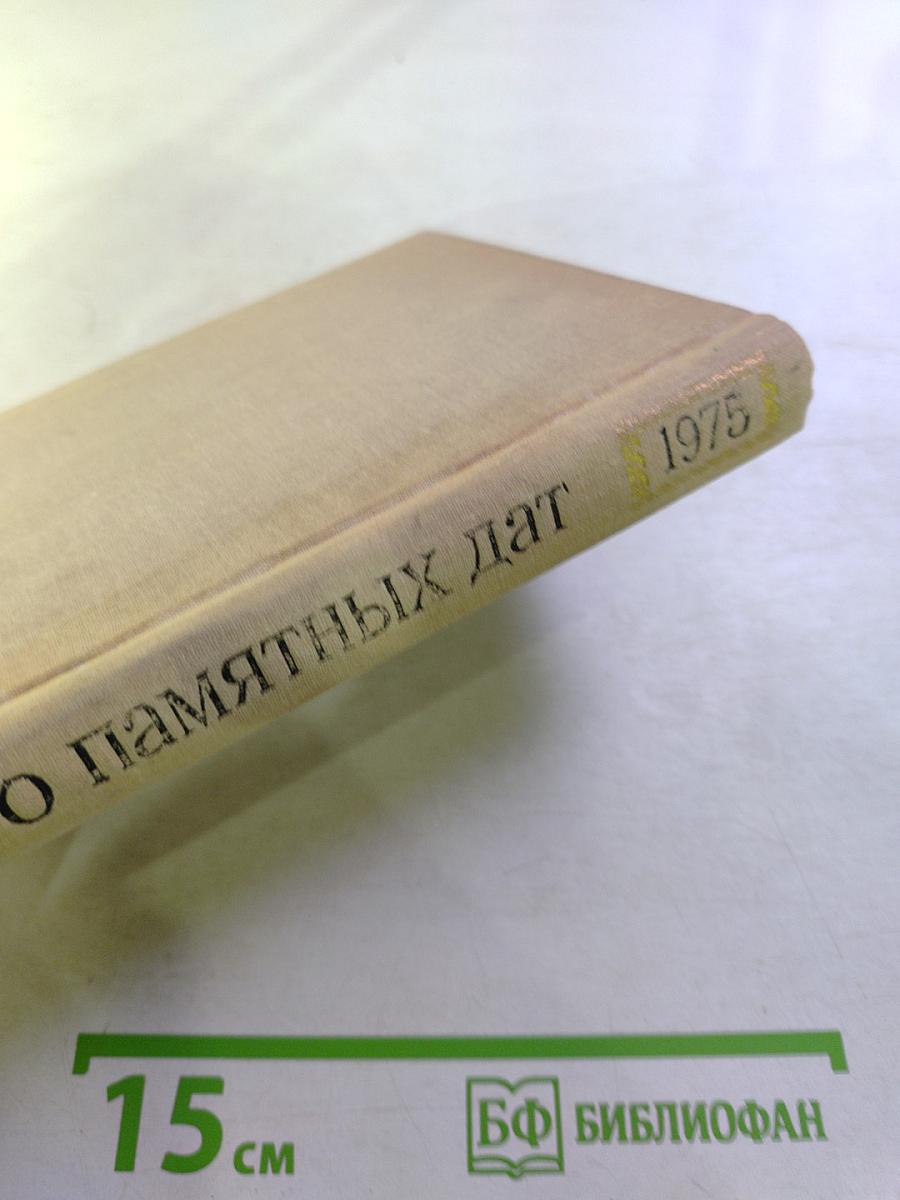 о памятных дат
1975
15 см
БФ БИБЛИОФАН